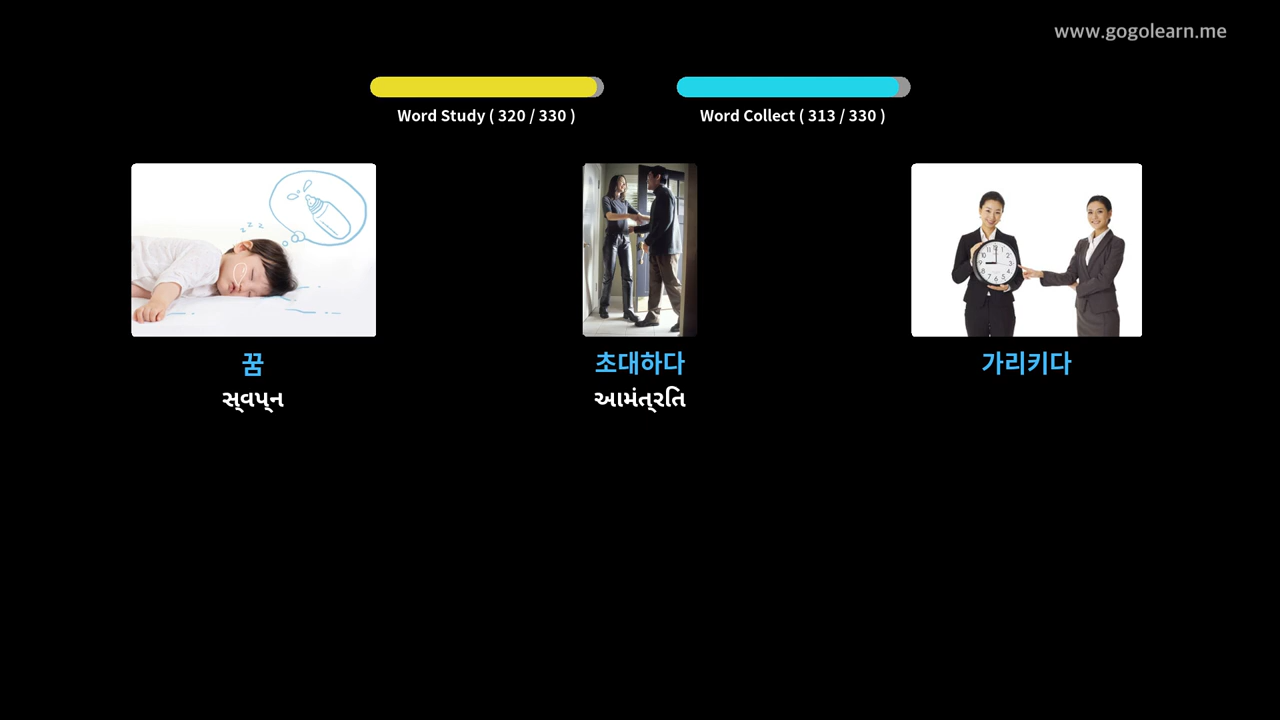 www.gogolearn.me
Word Study ( 320 / 330 )
Word Collect ( 313 / 330 )
z z z
꿈
초대하다
가리키다
સ્‌વપ્‌ન
આમંત્‌રતિ